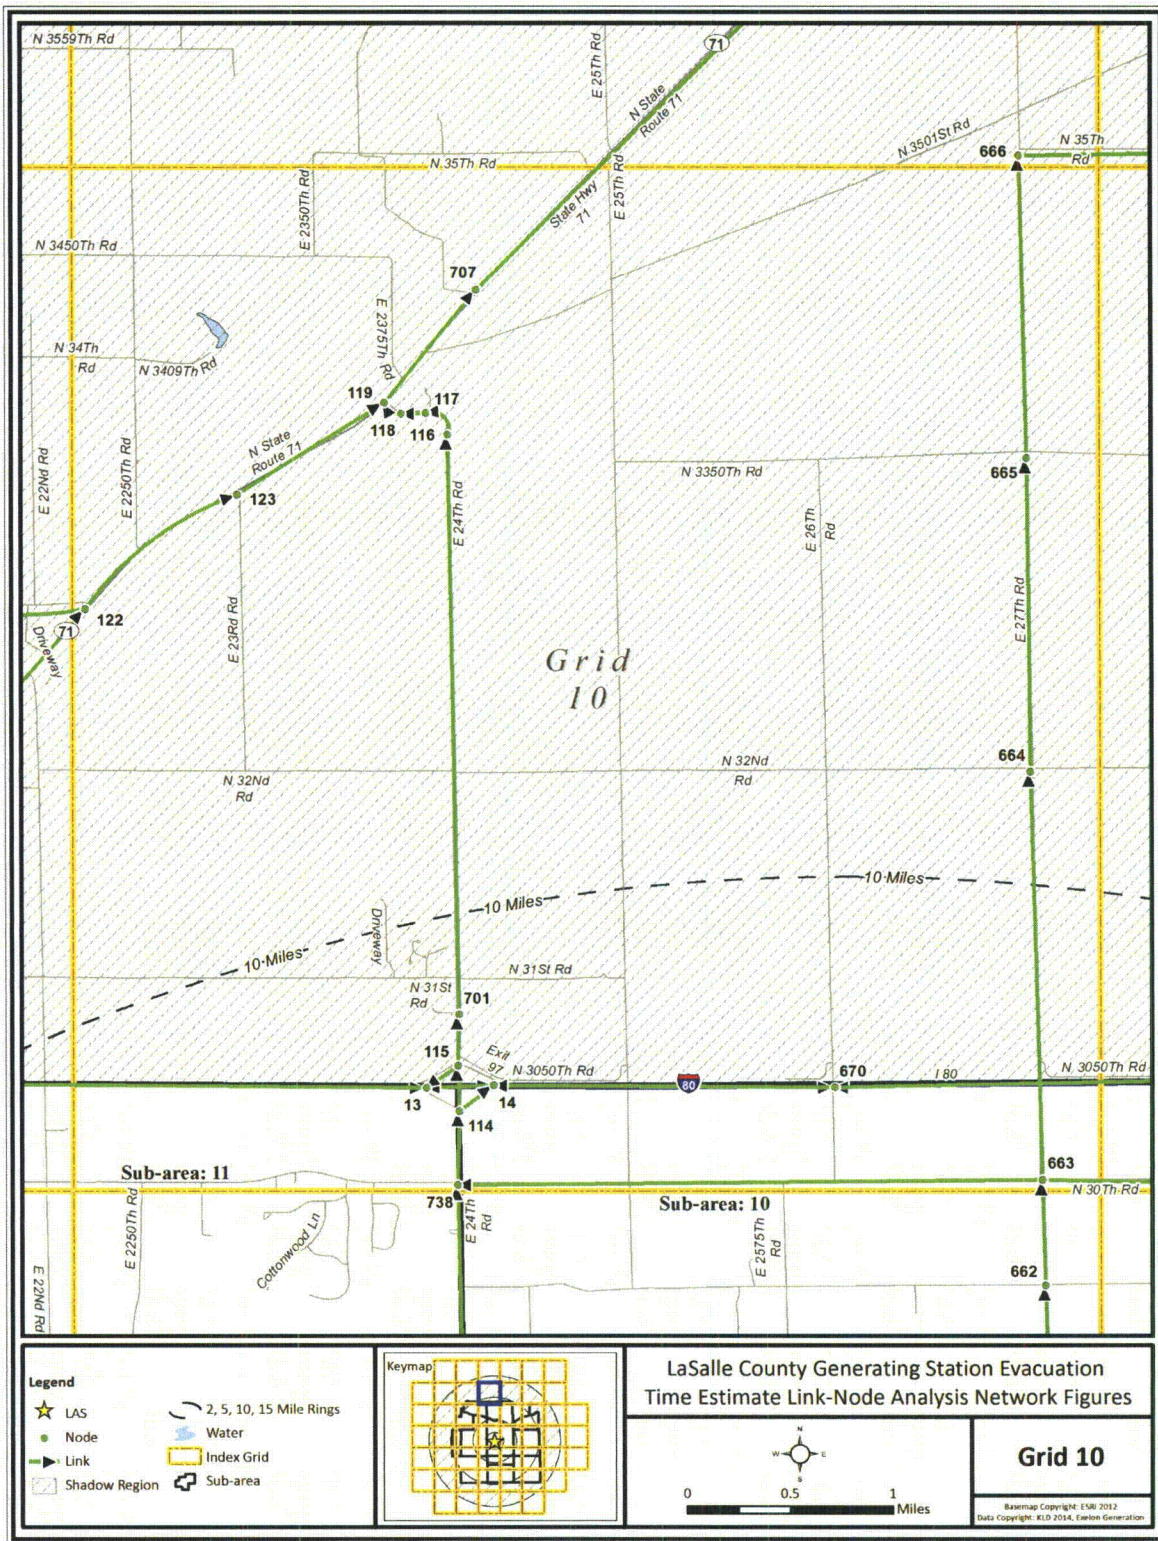 N 3559Th Rd
E 25Th Rd
71
N State
Route 71
N 3501St Rd
N 35Th
Rd
666
N 35Th Rd
E 2350Th Rd
E 25Th Rd
State Hwy
71
N 3450Th Rd
707
E 2375Th Rd
N 34Th
Rd
N 3409Th Rd
119
117
118
116
N State
Route 71
E 22Nd Rd
E 2250Th Rd
123
E 24Th Rd
N 3350Th Rd
665
E 26Th
Rd
122
71
Driveway
E 23Rd Rd
E 27Th Rd
Grid
10
664
N 32Nd
Rd
N 32Nd
Rd
10 Miles
10 Miles
10 Miles
Driveway
N 31St Rd
N 31St
Rd
701
115
Exit
97
N 3050Th Rd
670
I 80
N 3050Th Rd
80
13
14
114
Sub-area: 11
663
738
N 30Th Rd
Sub-area: 10
E 2250Th Rd
E 24Th
Rd
Cottonwood Ln
E 2575Th
Rd
E 22Nd Rd
662
Legend
LAS
Node
Link
Shadow Region
2, 5, 10, 15 Mile Rings
Water
Index Grid
Sub-area
Keymap
LaSalle County Generating Station Evacuation
Time Estimate Link-Node Analysis Network Figures
N
W E
S
0 0.5 1
Miles
Grid 10
Basemap Copyright: ESRI 2012
Data Copyright: KLD 2014, Exelon Generation